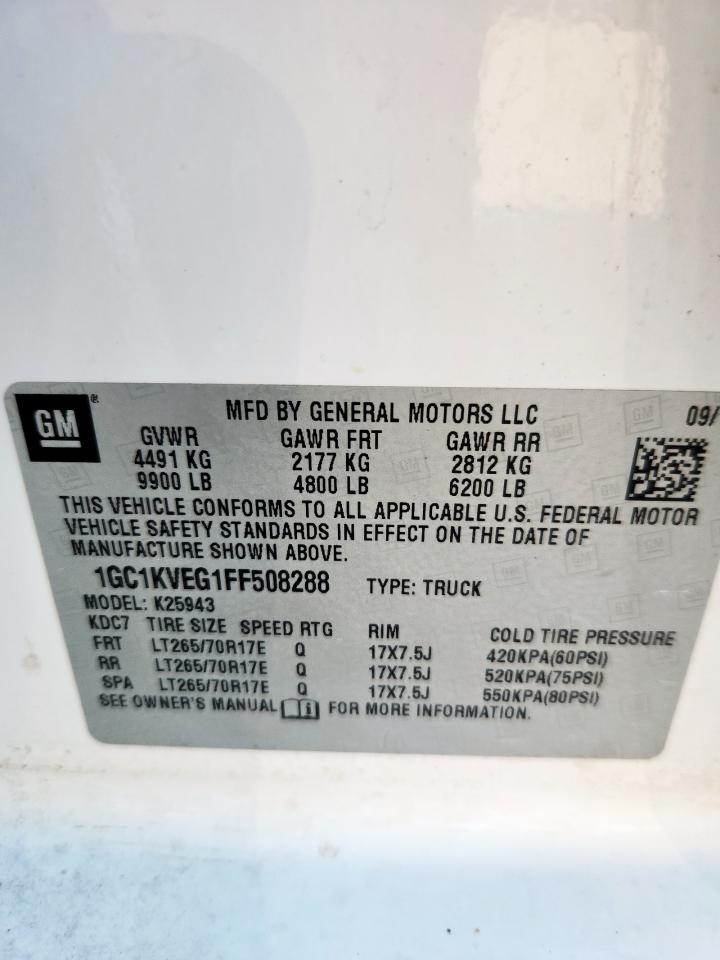 GM®
MFD BY GENERAL MOTORS LLC 09/
GVWR GAWR FRT GAWR RR
4491 KG 2177 KG 2812 KG
9900 LB 4800 LB 6200 LB
THIS VEHICLE CONFORMS TO ALL APPLICABLE U.S. FEDERAL MOTOR
VEHICLE SAFETY STANDARDS IN EFFECT ON THE DATE OF
MANUFACTURE SHOWN ABOVE.
1GC1KVEG1FF508288 TYPE: TRUCK
MODEL: K25943
KDC7 TIRE SIZE SPEED RTG RIM COLD TIRE PRESSURE
FRT LT265/70R17E Q 17X7.5J 420KPA(60PSI)
RR LT265/70R17E Q 17X7.5J 520KPA(75PSI)
SPA LT265/70R17E Q 17X7.5J 550KPA(80PSI)
SEE OWNER'S MANUAL i FOR MORE INFORMATION.